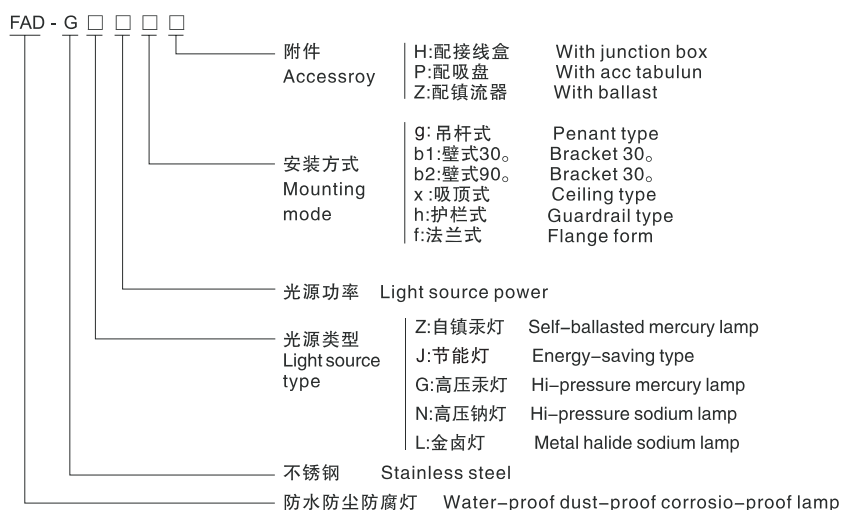 FAD - G □ □ □ □
附件
Accessroy
H:配接线盒 With junction box
P:配吸盘 With acc tabulun
Z:配镇流器 With ballast
安装方式
Mounting
mode
g: 吊杆式 Penant type
b1:壁式30。 Bracket 30。
b2:壁式90。 Bracket 30。
x :吸顶式 Ceiling type
h:护栏式 Guardrail type
f:法兰式 Flange form
光源功率 Light source power
光源类型
Light source
type
Z:自镇汞灯 Self–ballasted mercury lamp
J:节能灯 Energy–saving type
G:高压汞灯 Hi–pressure mercury lamp
N:高压钠灯 Hi–pressure sodium lamp
L:金卤灯 Metal halide sodium lamp
不锈钢 Stainless steel
防水防尘防腐灯 Water–proof dust–proof corrosio–proof lamp